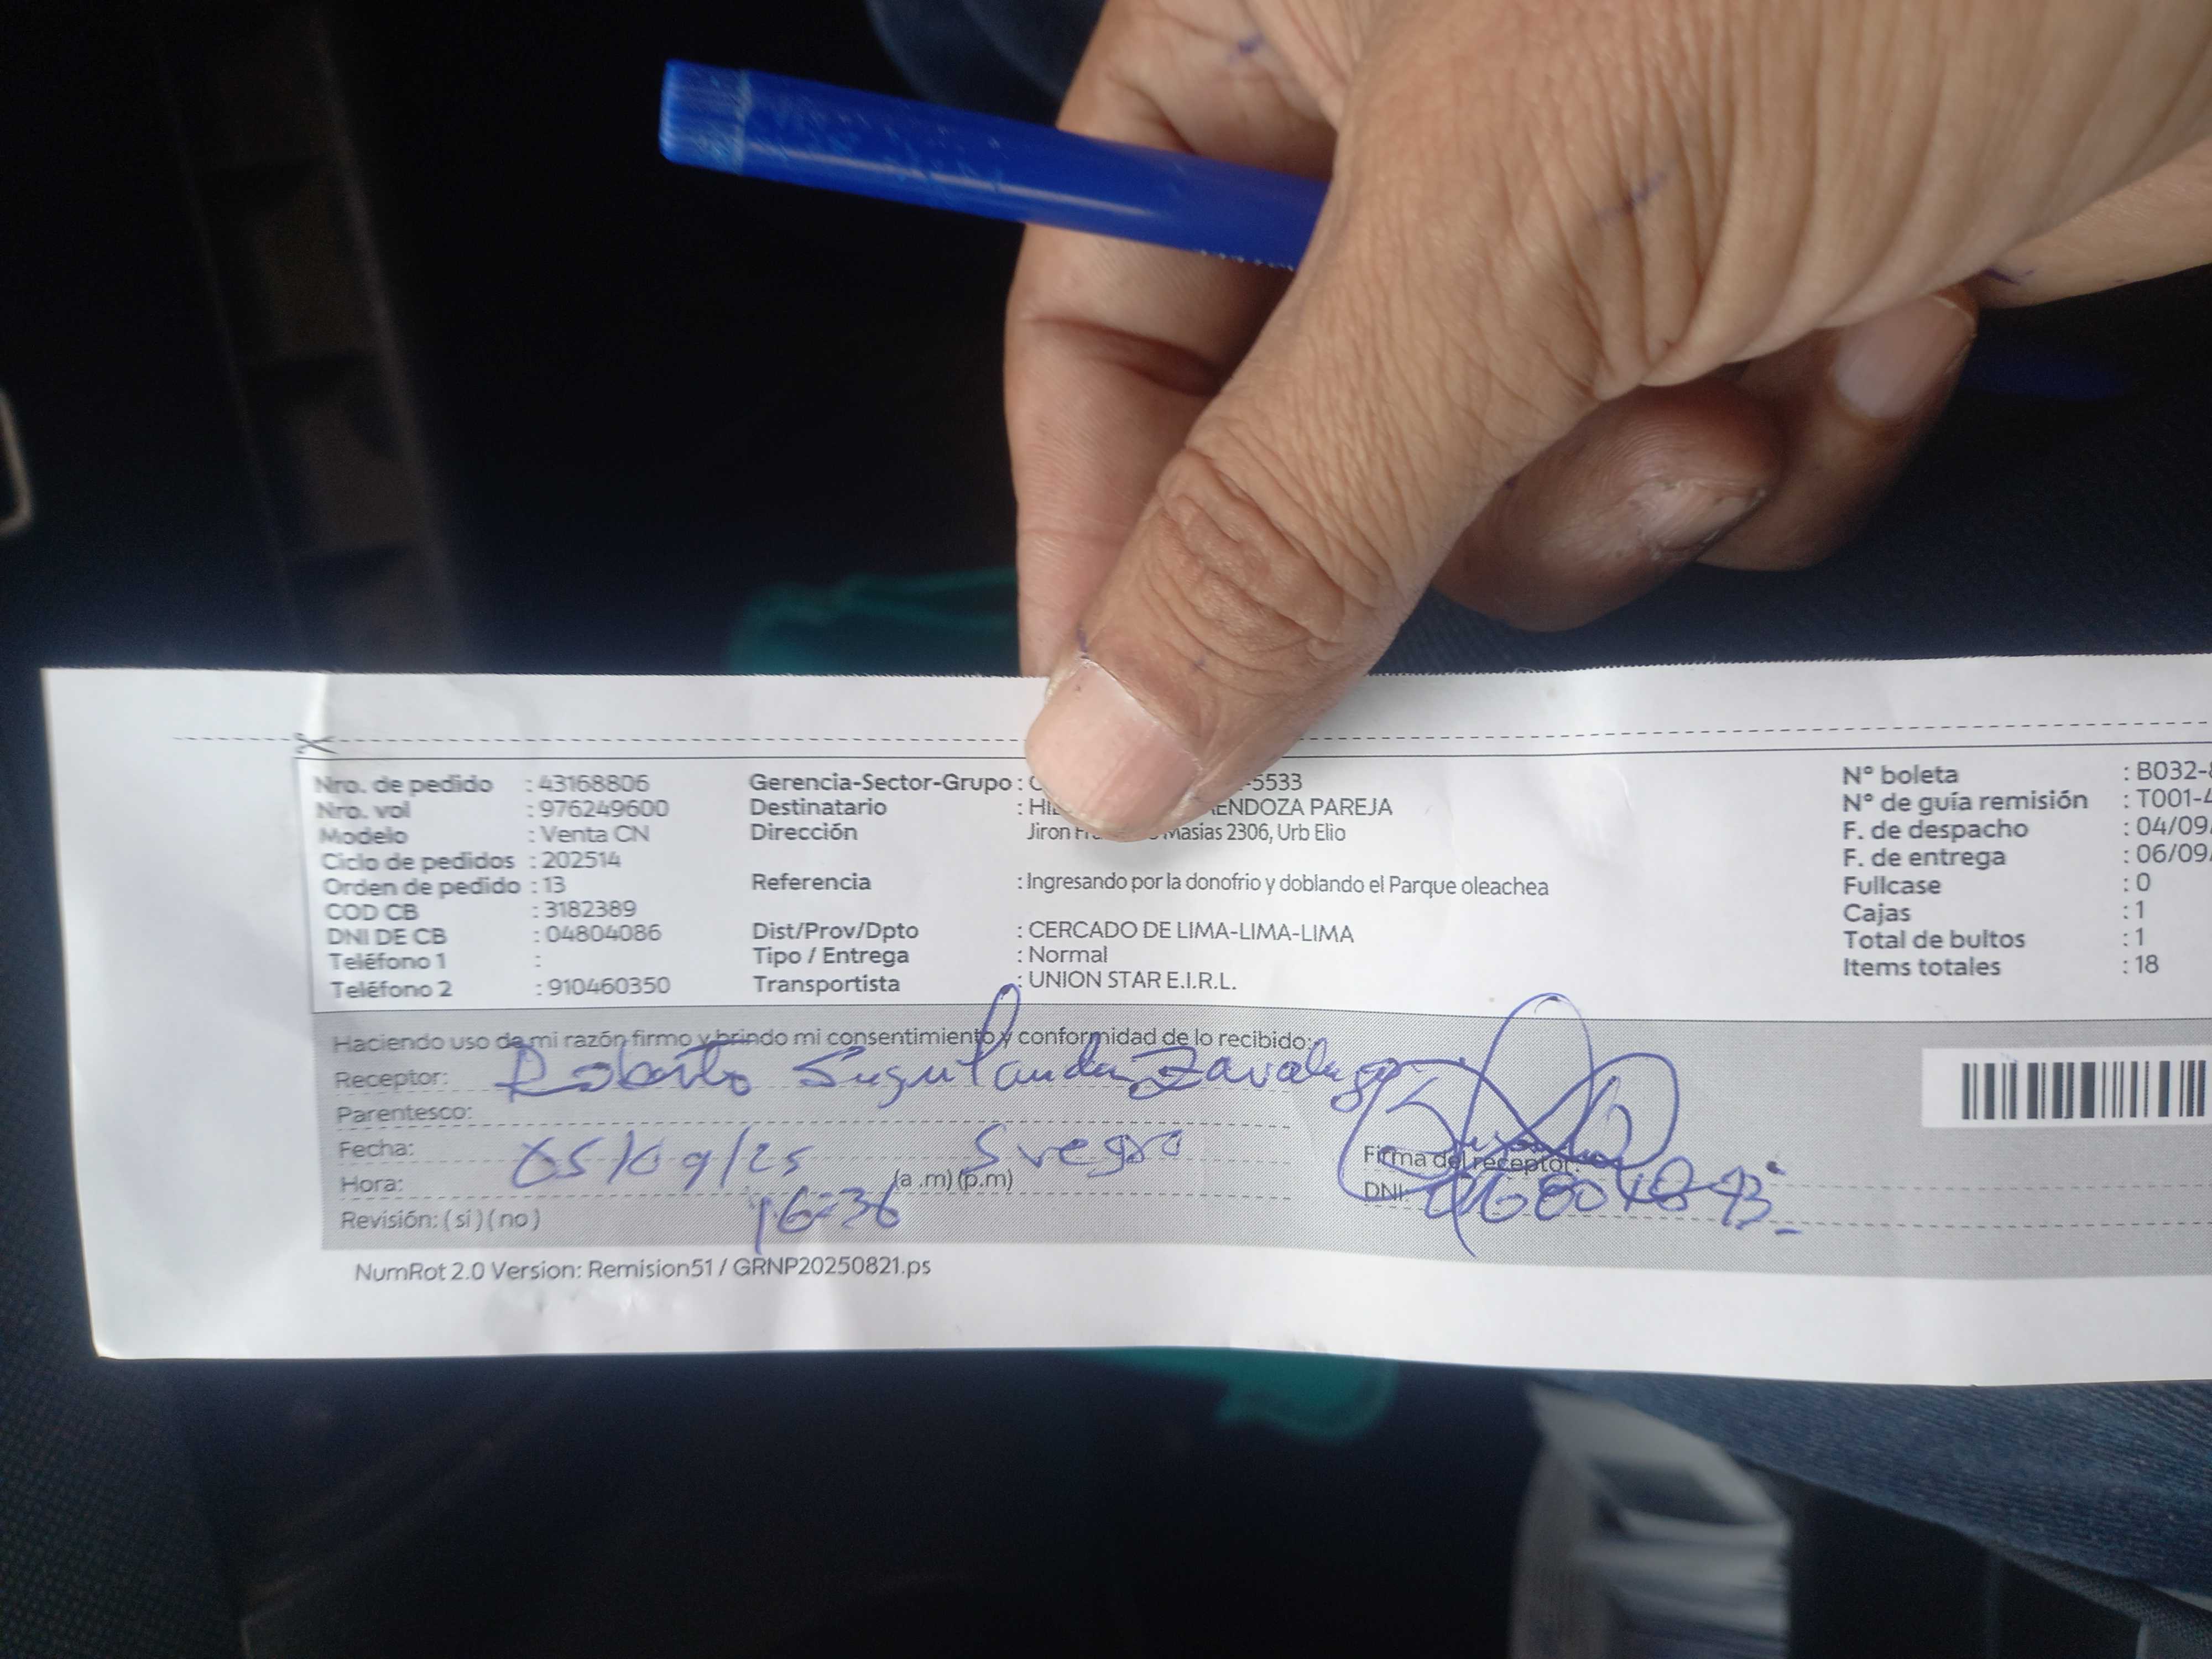 Nro. de pedido : 43168806
Nro. vol : 976249600
Modelo : Venta CN
Ciclo de pedidos : 202514
Orden de pedido : 13
COD CB : 3182389
DNI DE CB : 04804086
Teléfono 1 :
Teléfono 2 : 910460350
Gerencia-Sector-Grupo : -5533
Destinatario : PAREJA
Dirección Jiron Masias 2306, Urb Elio
Referencia : Ingresando por la donofrio y doblando el Parque oleachea
Dist/Prov/Dpto : CERCADO DE LIMA-LIMA-LIMA
Tipo / Entrega : Normal
Transportista : UNION STAR E.I.R.L.
N° boleta : B032-
N° de guía remisión : T001-4
F. de despacho : 04/09/
F. de entrega : 06/09/
Fullcase : 0
Cajas : 1
Total de bultos : 1
Items totales : 18
Haciendo uso de mi razón firmo y brindo mi consentimiento y conformidad de lo recibido:
Receptor: Roberto
Parentesco: Suegro
Fecha: 05/09/25
Hora: 16:36 (a .m) (p.m)
Revisión: ( si ) ( no )
Firma del receptor:
DNI:
NumRot 2.0 Version: Remision51 / GRNP20250821.ps